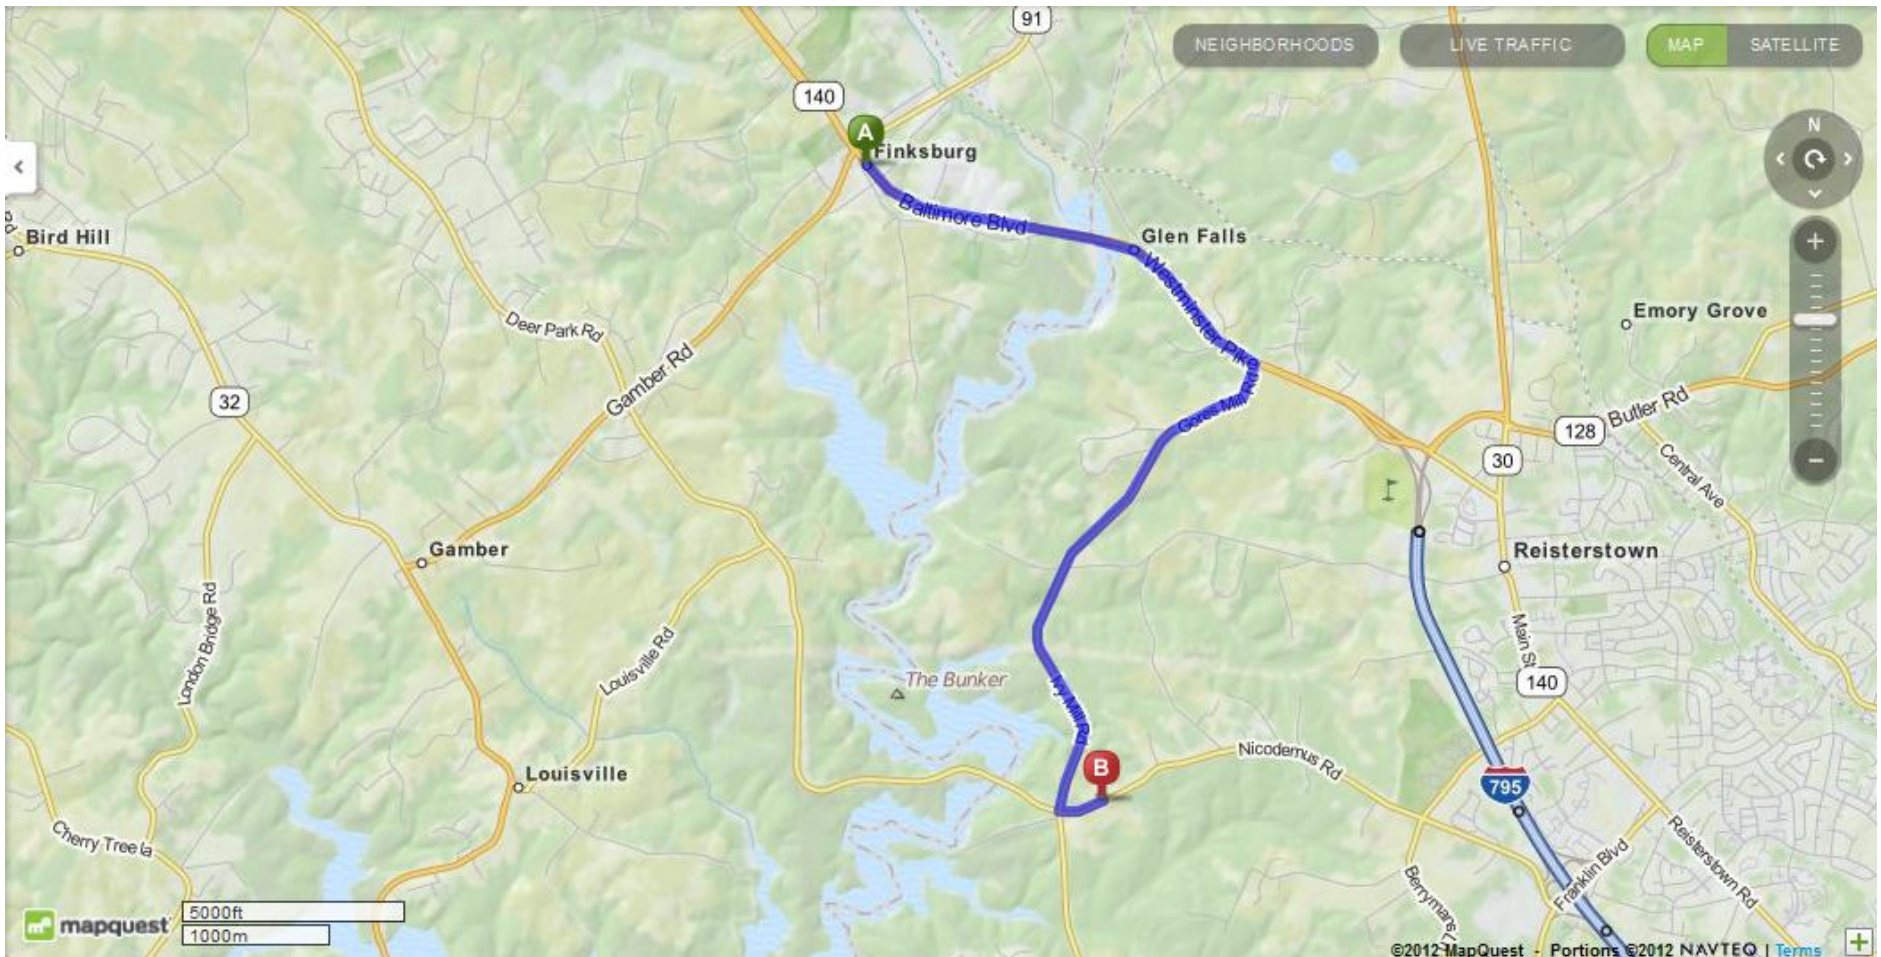 91
NEIGHBORHOODS
LIVE TRAFFIC
MAP
SATELLITE
140
N
A
Finksburg
Baltimore Blvd
Bird Hill
Glen Falls
Westminster Pike
Emory Grove
Deer Park Rd
Gamber Rd
32
Gores Mill Rd
Butler Rd
128
30
Central Ave
Gamber
Reisterstown
London Bridge Rd
Louisville Rd
Main St
The Bunker
Ivy Mill Rd
140
Nicodemus Rd
B
Louisville
795
Cherry Tree la
Reisterstown Rd
Franklin Blvd
Berrymans
5000ft
mapquest
1000m
©2012 MapQuest - Portions ©2012 NAVTEQ | Terms